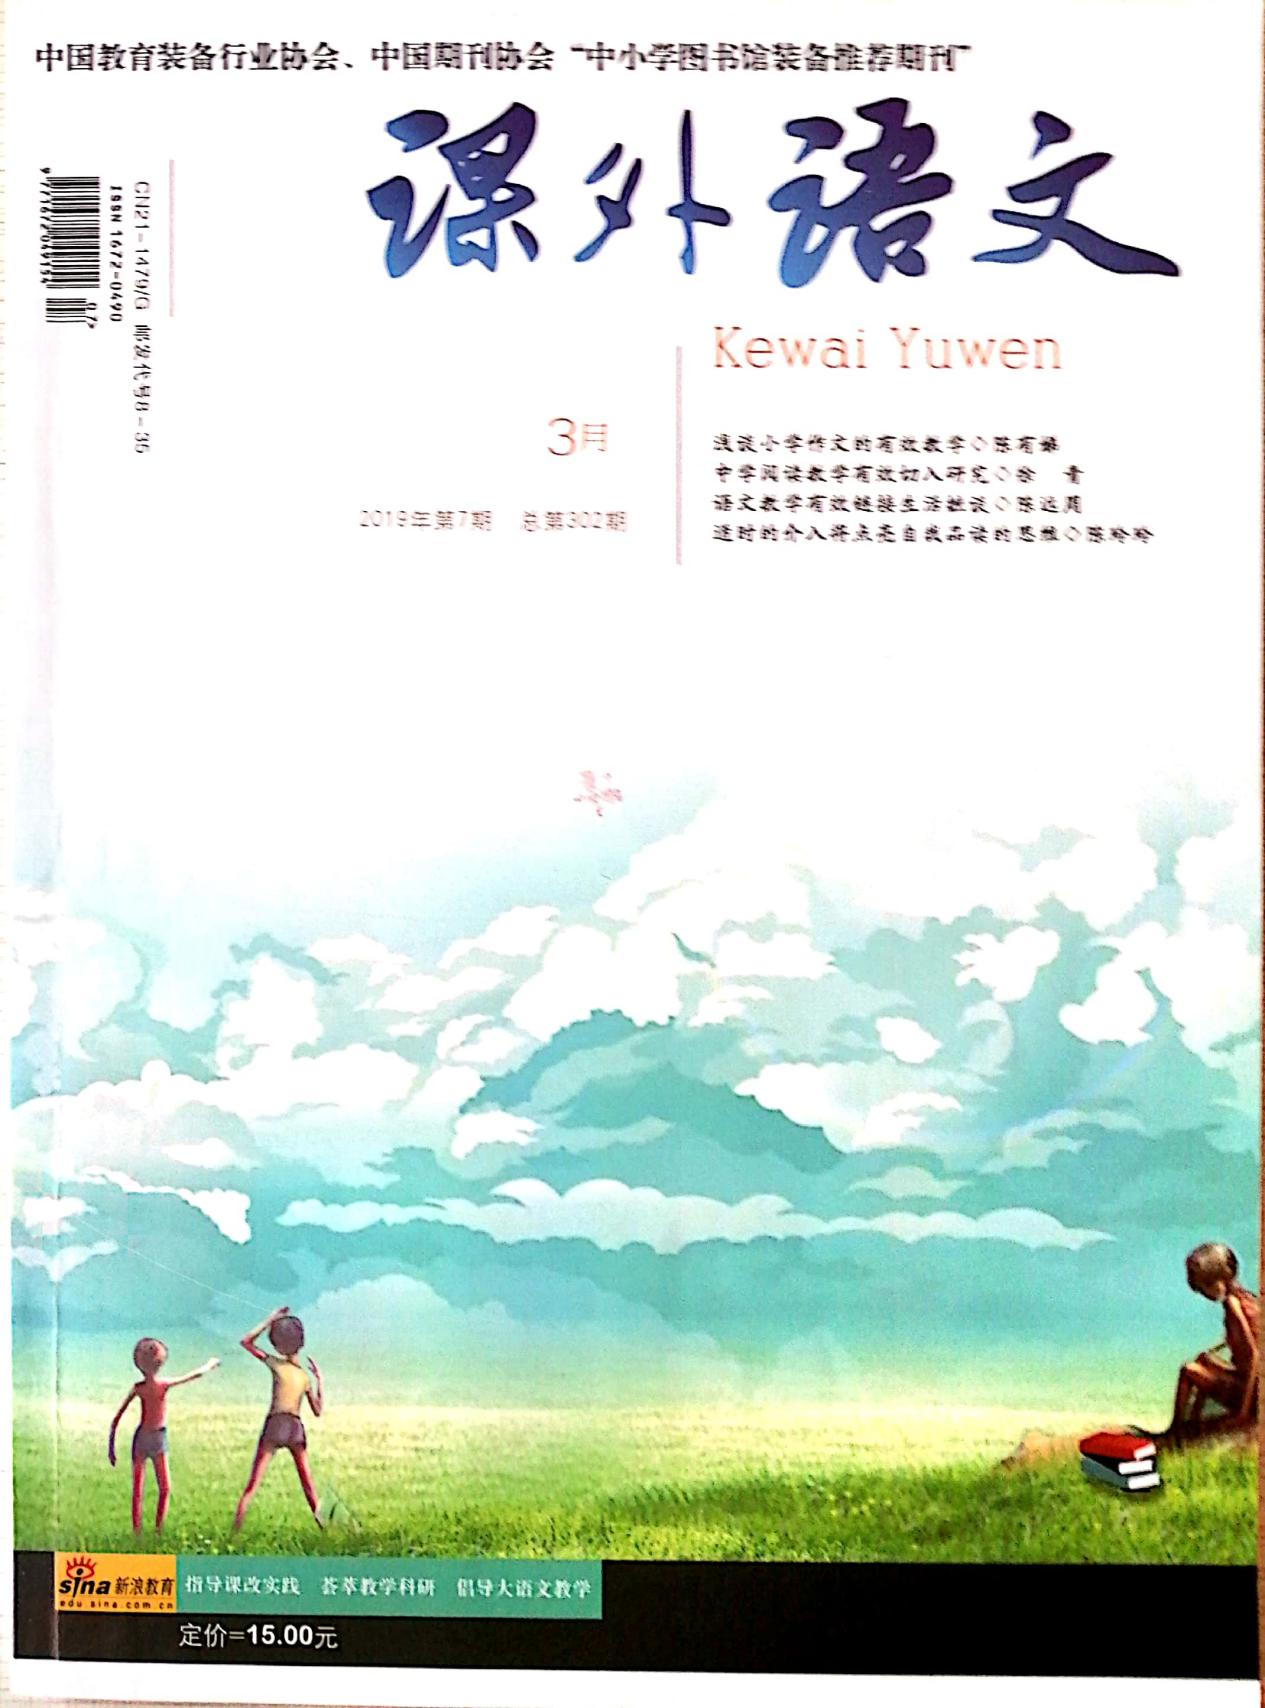 中国教育装备行业协会、中国期刊协会“中小学图书馆装备推荐期刊”
课外语文
Kewai Yuwen
CN21-1479/G 邮发代号8-35
ISSN 1672-0490
9771672049154
07>
3月
2019年第7期 总第302期
浅谈小学作文的有效教学◇陈有
中学阅读教学有效切入研究◇徐 青
语文教学有效链接生活摭谈◇陈达周
适时的介入将点亮自我品读的思维◇陈玲玲
sina新浪教育
edu.sina.com.cn
指导课改实践 荟萃教学科研 倡导大语文教学
定价=15.00元